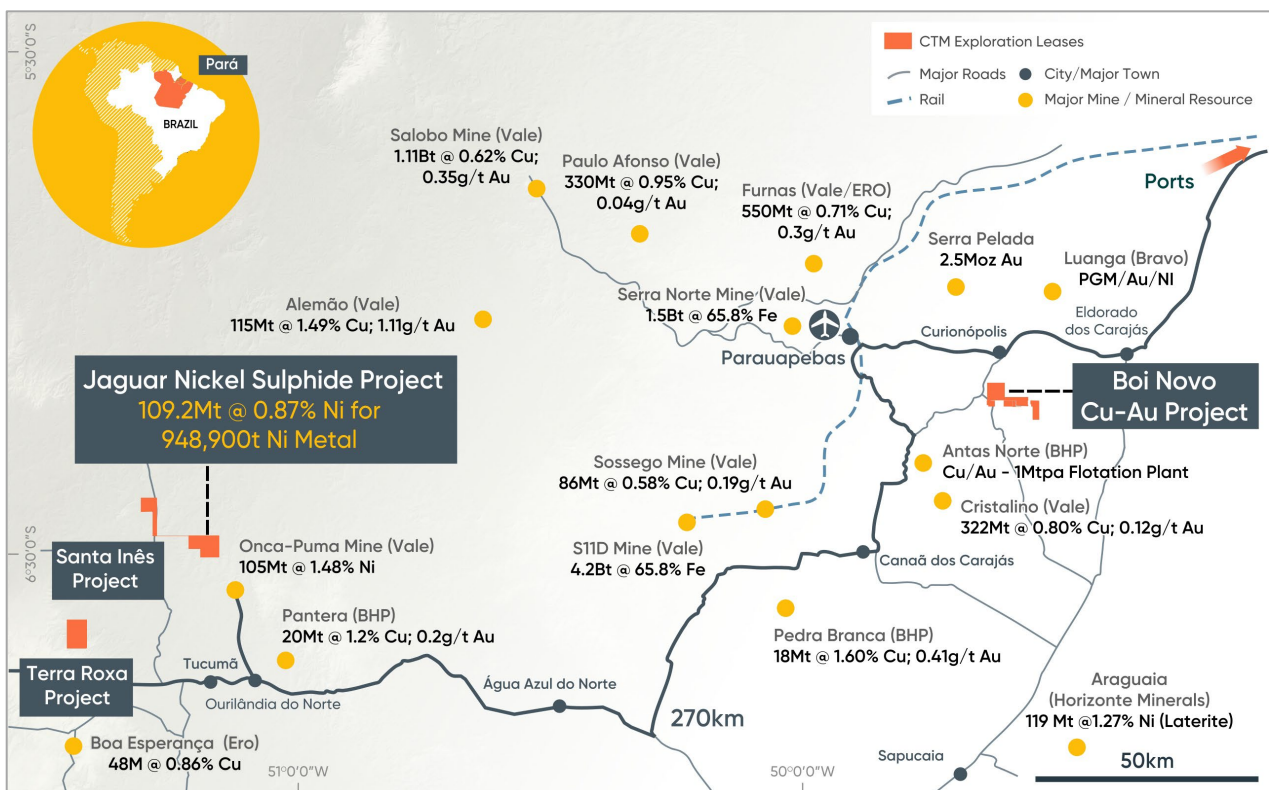 5°30'0"S
Pará
BRAZIL
CTM Exploration Leases
Major Roads
City/Major Town
Rail
Major Mine / Mineral Resource
Salobo Mine (Vale)
1.11Bt @ 0.62% Cu;
0.35g/t Au
Paulo Afonso (Vale)
330Mt @ 0.95% Cu;
0.04g/t Au
Furnas (Vale/ERO)
550Mt @ 0.71% Cu;
0.3g/t Au
Ports
Serra Pelada
2.5Moz Au
Luanga (Bravo)
PGM/Au/NI
Alemão (Vale)
115Mt @ 1.49% Cu; 1.11g/t Au
Serra Norte Mine (Vale)
1.5Bt @ 65.8% Fe
Parauapebas
Curionópolis
Eldorado
dos Carajás
Jaguar Nickel Sulphide Project
109.2Mt @ 0.87% Ni for
948,900t Ni Metal
Boi Novo
Cu-Au Project
Sossego Mine (Vale)
86Mt @ 0.58% Cu; 0.19g/t Au
Antas Norte (BHP)
Cu/Au - 1Mtpa Flotation Plant
Cristalino (Vale)
322Mt @ 0.80% Cu; 0.12g/t Au
6°30'0"S
Santa Inês
Project
Onca-Puma Mine (Vale)
105Mt @ 1.48% Ni
S11D Mine (Vale)
4.2Bt @ 65.8% Fe
Canaã dos Carajás
Pantera (BHP)
20Mt @ 1.2% Cu; 0.2g/t Au
Pedra Branca (BHP)
18Mt @ 1.60% Cu; 0.41g/t Au
Terra Roxa
Project
Tucumã
Ourilândia do Norte
Água Azul do Norte
270km
Araguaia
(Horizonte Minerals)
119 Mt @1.27% Ni (Laterite)
Boa Esperança (Ero)
48M @ 0.86% Cu
51°0'0"W
50°0'0"W
Sapucaia
50km